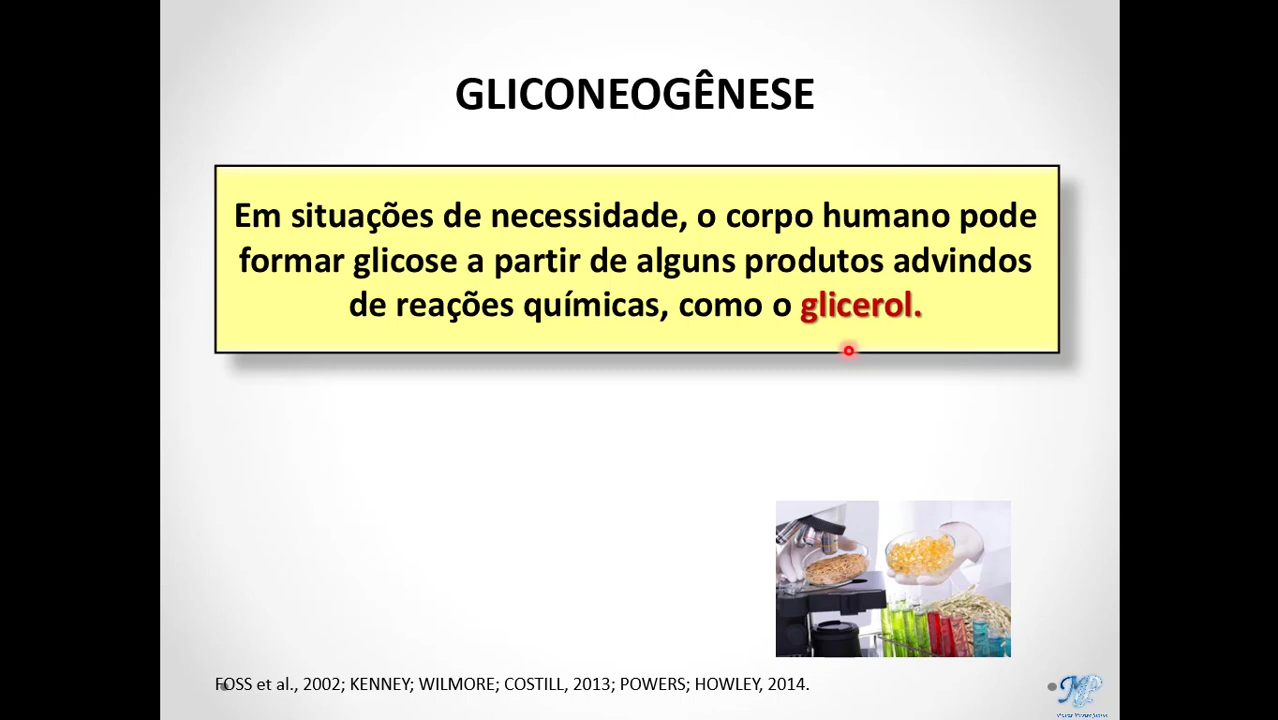 GLICONEOGÊNESE
Em situações de necessidade, o corpo humano pode
formar glicose a partir de alguns produtos advindos
de reações químicas, como o glicerol.
FOSS et al., 2002; KENNEY; WILMORE; COSTILL, 2013; POWERS; HOWLEY, 2014.